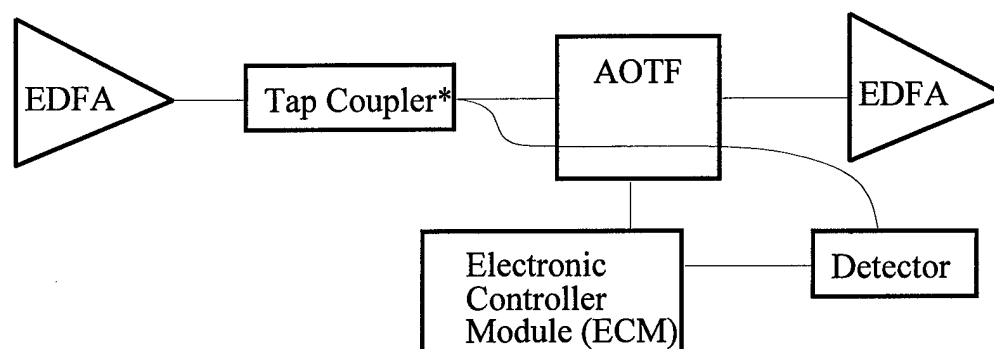 EDFA
Tap Coupler*
AOTF
EDFA
Electronic
Controller
Module (ECM)
Detector